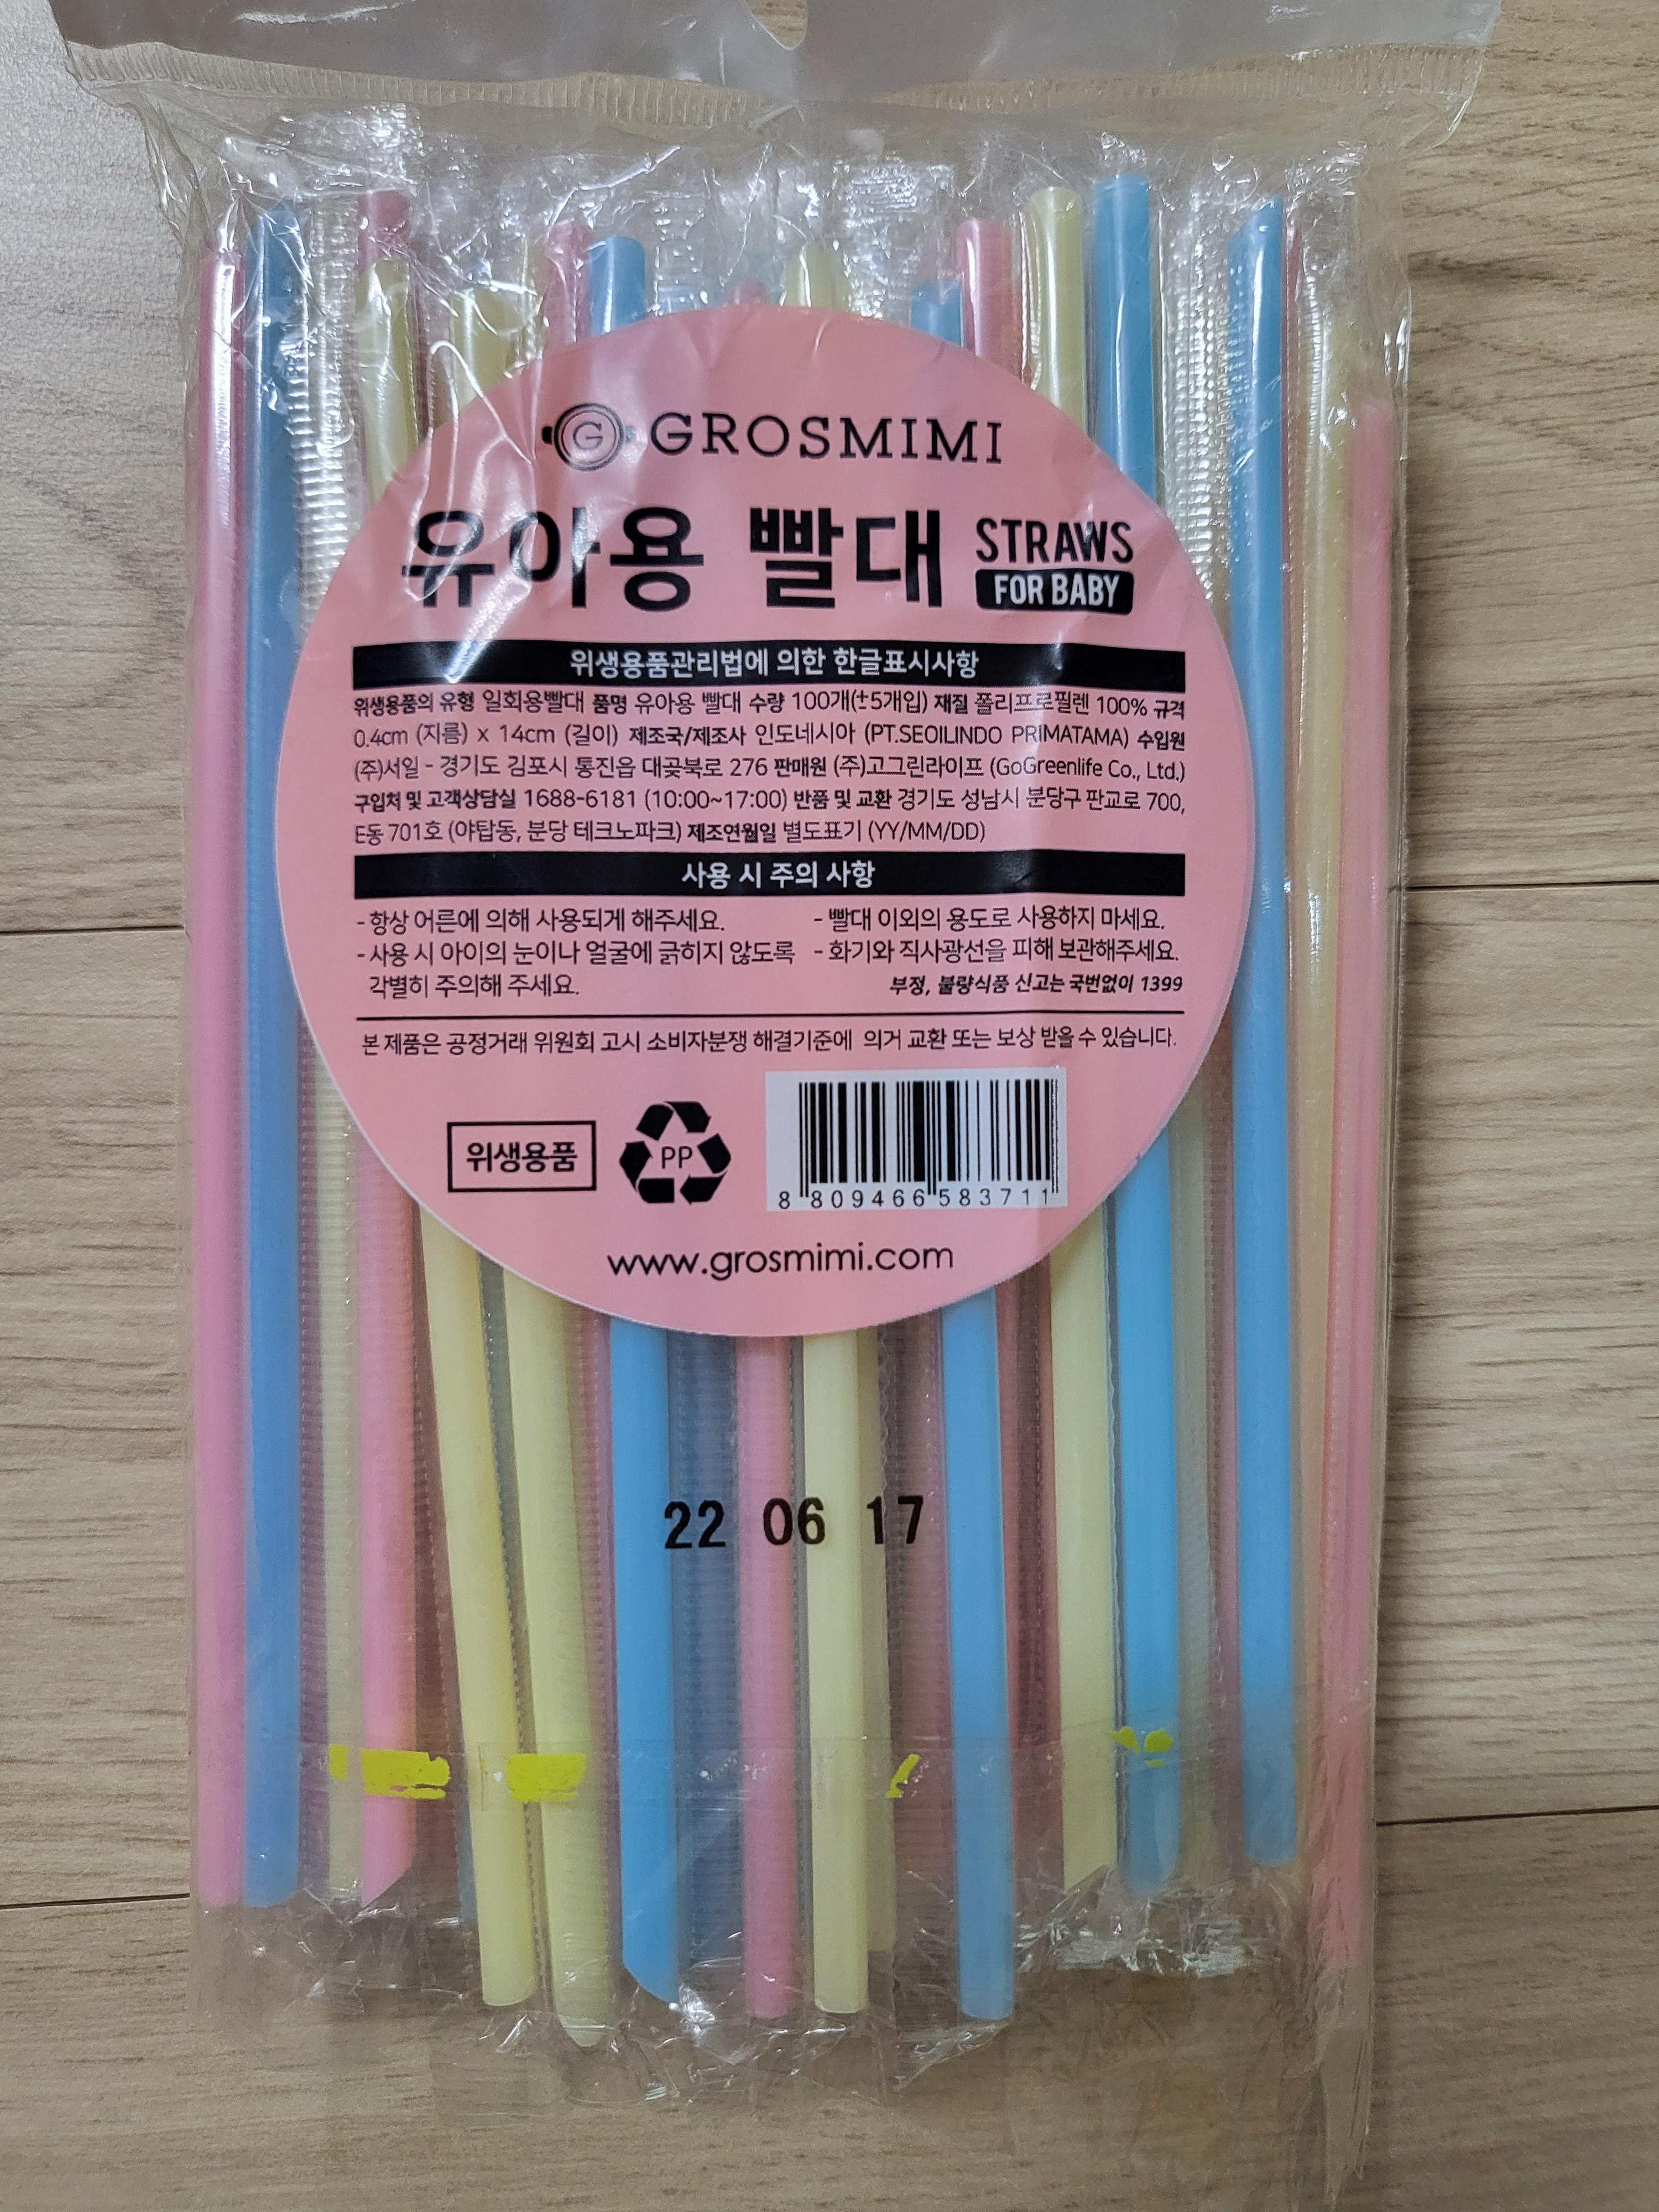 G GROSMIMI
유아용 빨대 STRAWS FOR BABY
위생용품관리법에 의한 한글표시사항
위생용품의 유형 일회용빨대 품명 유아용 빨대 수량 100개(±5개입) 재질 폴리프로필렌 100% 규격
0.4cm (지름) x 14cm (길이) 제조국/제조사 인도네시아 (PT.SEOILINDO PRIMATAMA) 수입원
(주)서일 - 경기도 김포시 통진읍 대곶북로 276 판매원 (주)고그린라이프 (GoGreenlife Co., Ltd.)
구입처 및 고객상담실 1688-6181 (10:00~17:00) 반품 및 교환 경기도 성남시 분당구 판교로 700,
E동 701호 (야탑동, 분당 테크노파크) 제조연월일 별도표기 (YY/MM/DD)
사용 시 주의 사항
- 항상 어른에 의해 사용되게 해주세요.
- 사용 시 아이의 눈이나 얼굴에 긁히지 않도록
각별히 주의해 주세요.
- 빨대 이외의 용도로 사용하지 마세요.
- 화기와 직사광선을 피해 보관해주세요.
부정, 불량식품 신고는 국번없이 1399
본 제품은 공정거래 위원회 고시 소비자분쟁 해결기준에 의거 교환 또는 보상 받을 수 있습니다.
위생용품
PP
8 809466 583711
www.grosmimi.com
22 06 17